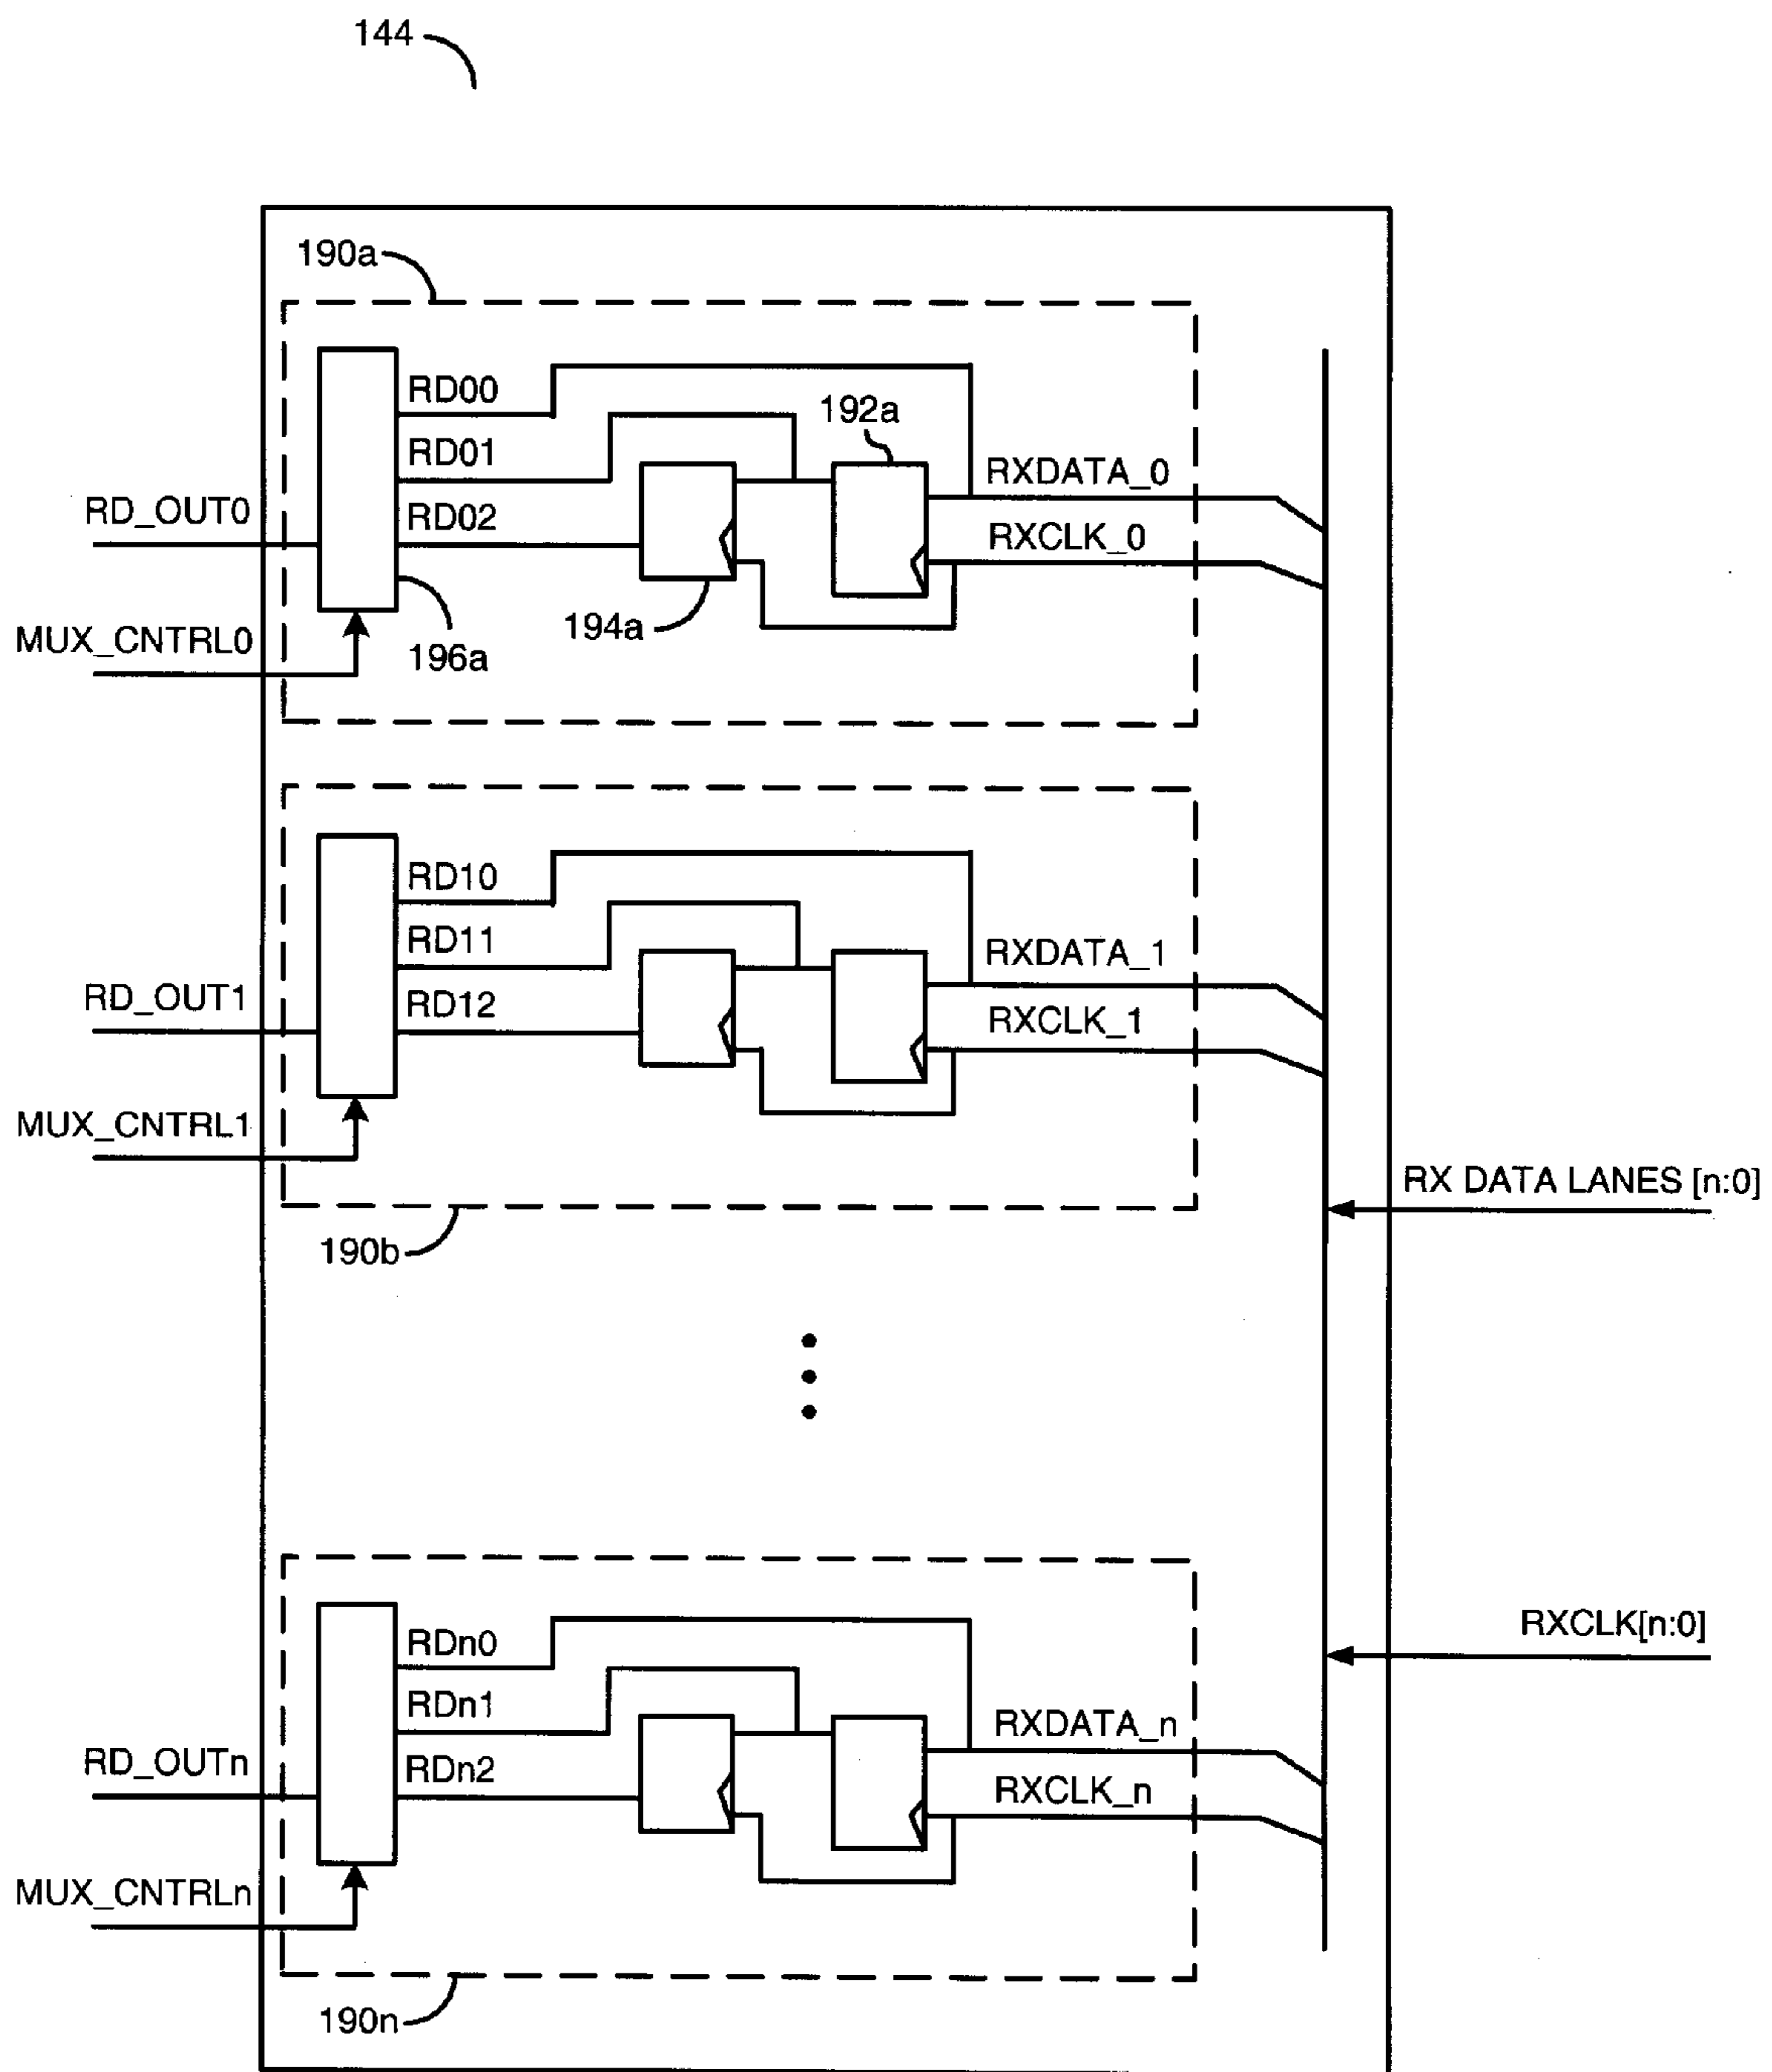 144
190a
RD00
192a
RD01
RXDATA_0
RD_OUT0
RD02
RXCLK_0
194a
MUX_CNTRL0
196a
RD10
RD11
RXDATA_1
RD_OUT1
RD12
RXCLK_1
MUX_CNTRL1
RX DATA LANES [n:0]
190b
RXCLK[n:0]
RDn0
RDn1
RXDATA_n
RD_OUTn
RDn2
RXCLK_n
MUX_CNTRLn
190n